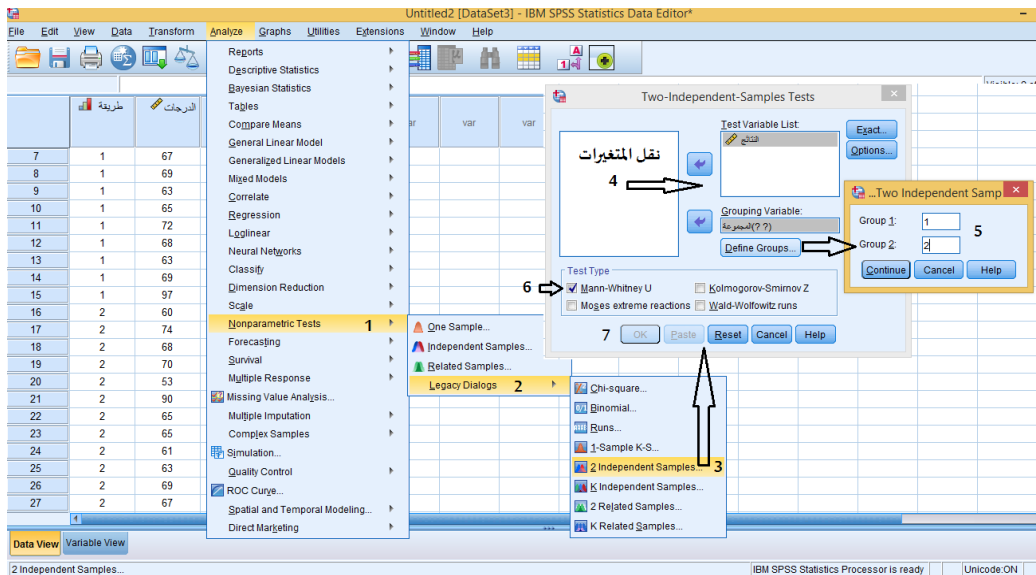 Untitled2 [DataSet3] - IBM SPSS Statistics Data Editor*
File Edit View Data Transform Analyze Graphs Utilities Extensions Window Help
طريقة الدرجات var var
7 1 67
8 1 69
9 1 63
10 1 65
11 1 72
12 1 68
13 1 63
14 1 69
15 1 97
16 2 60
17 2 74
18 2 68
19 2 70
20 2 53
21 2 90
22 2 65
23 2 65
24 2 61
25 2 63
26 2 69
27 2 67
Reports
Descriptive Statistics
Bayesian Statistics
Tables
Compare Means
General Linear Model
Generalized Linear Models
Mixed Models
Correlate
Regression
Loglinear
Neural Networks
Classify
Dimension Reduction
Scale
Nonparametric Tests 1
Forecasting
Survival
Multiple Response
Missing Value Analysis...
Multiple Imputation
Complex Samples
Simulation...
Quality Control
ROC Curve...
Spatial and Temporal Modeling...
Direct Marketing
One Sample...
Independent Samples...
Related Samples...
Legacy Dialogs 2
Chi-square...
Binomial...
Runs...
1-Sample K-S...
2 Independent Samples... 3
K Independent Samples...
2 Related Samples...
K Related Samples...
Two-Independent-Samples Tests
Test Variable List:
النتائج
نقل المتغيرات
4
Exact...
Options...
Grouping Variable:
المجموعة(? ?)
Define Groups...
Test Type
6 Mann-Whitney U Kolmogorov-Smirnov Z
Moses extreme reactions Wald-Wolfowitz runs
7 OK Paste Reset Cancel Help
Two Independent Samp...
Group 1: 1
Group 2: 2
5
Continue Cancel Help
Data View Variable View
2 Independent Samples... IBM SPSS Statistics Processor is ready Unicode:ON